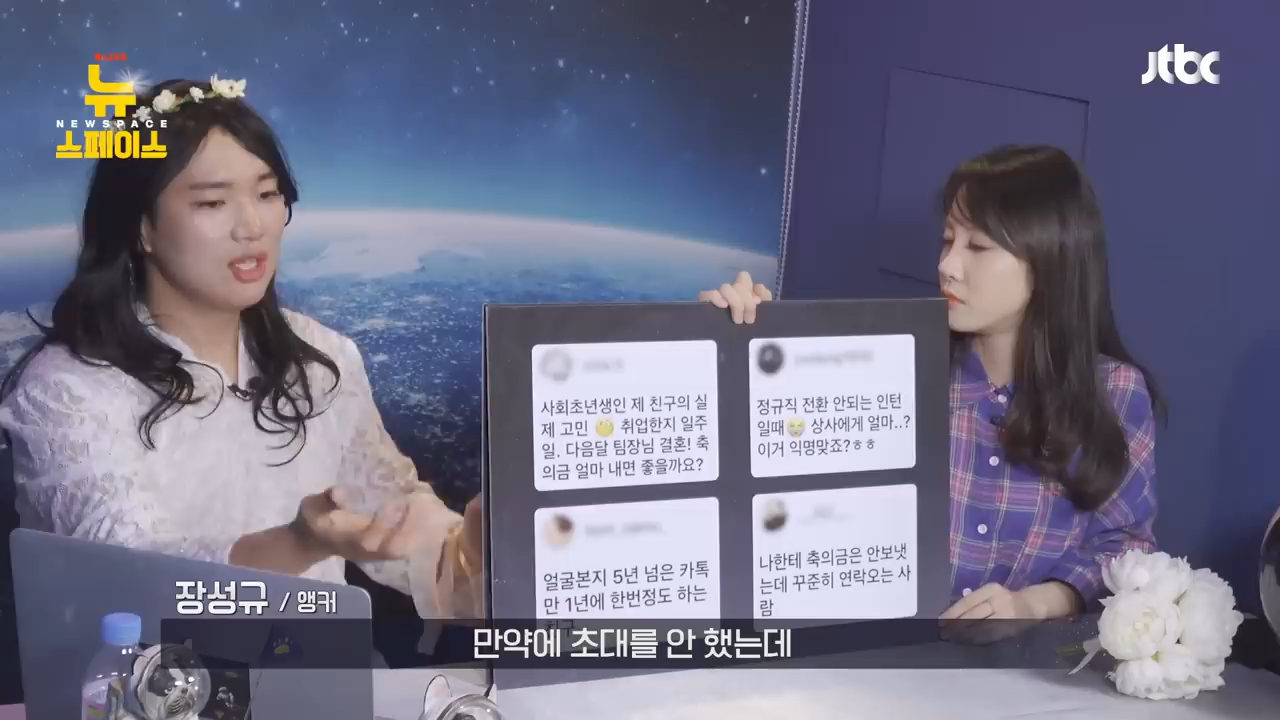 뉴
NEWSPACE
스페이스
jtbc
사회초년생인 제 친구의 실
제 고민 🤔 취업한지 일주
일. 다음달 팀장님 결혼! 축
의금 얼마 내면 좋을까요?
정규직 전환 안되는 인턴
일때😭 상사에게 얼마..?
이거 익명맞죠?ㅎㅎ
얼굴본지 5년 넘은 카톡
만 1년에 한번정도 하는
친구
나한테 축의금은 안보냇
는데 꾸준히 연락오는 사
람
장성규 / 앵커
만약에 초대를 안 했는데